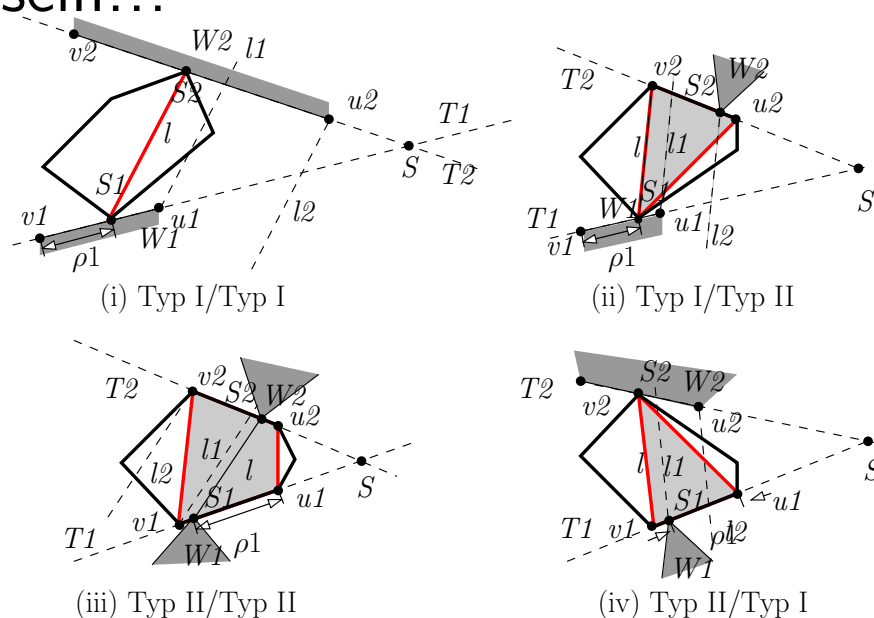 sein...
v2 W2 l1
S2 u2
l T1
S
T2
S1
v1 u1 l2
W1
ρ1
(i) Typ I/Typ I
v2 W2
T2 S2
u2
l l1
S1 S
W1
T1 u1
v1 l2
ρ1
(ii) Typ I/Typ II
v2
T2 S2 W2
u2
l1
l2 l
S
S1
v1 u1
T1
W1 ρ1
(iii) Typ II/Typ II
S2
T2 W2
v2 u2
l l1
S
S1 u1
T1 v1
ρ1 l2
W1
(iv) Typ II/Typ I